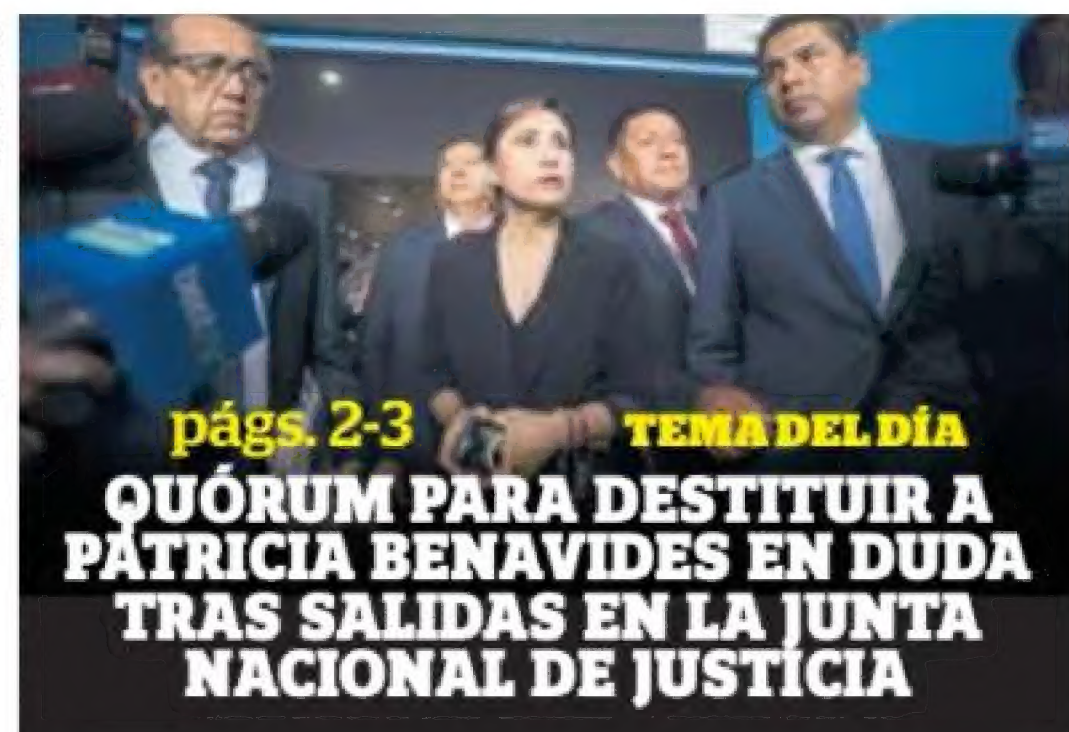 págs. 2-3
TEMA DEL DÍA
QUÓRUM PARA DESTITUIR A
PATRICIA BENAVIDES EN DUDA
TRAS SALIDAS EN LA JUNTA
NACIONAL DE JUSTICIA